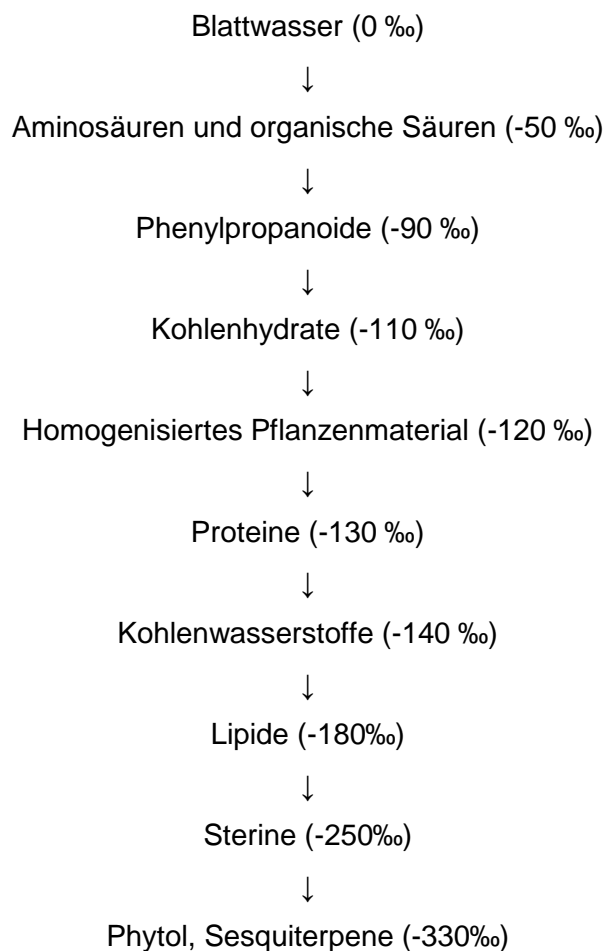 Blattwasser (0 ‰)
↓
Aminosäuren und organische Säuren (-50 ‰)
↓
Phenylpropanoide (-90 ‰)
↓
Kohlenhydrate (-110 ‰)
↓
Homogenisiertes Pflanzenmaterial (-120 ‰)
↓
Proteine (-130 ‰)
↓
Kohlenwasserstoffe (-140 ‰)
↓
Lipide (-180‰)
↓
Sterine (-250‰)
↓
Phytol, Sesquiterpene (-330‰)